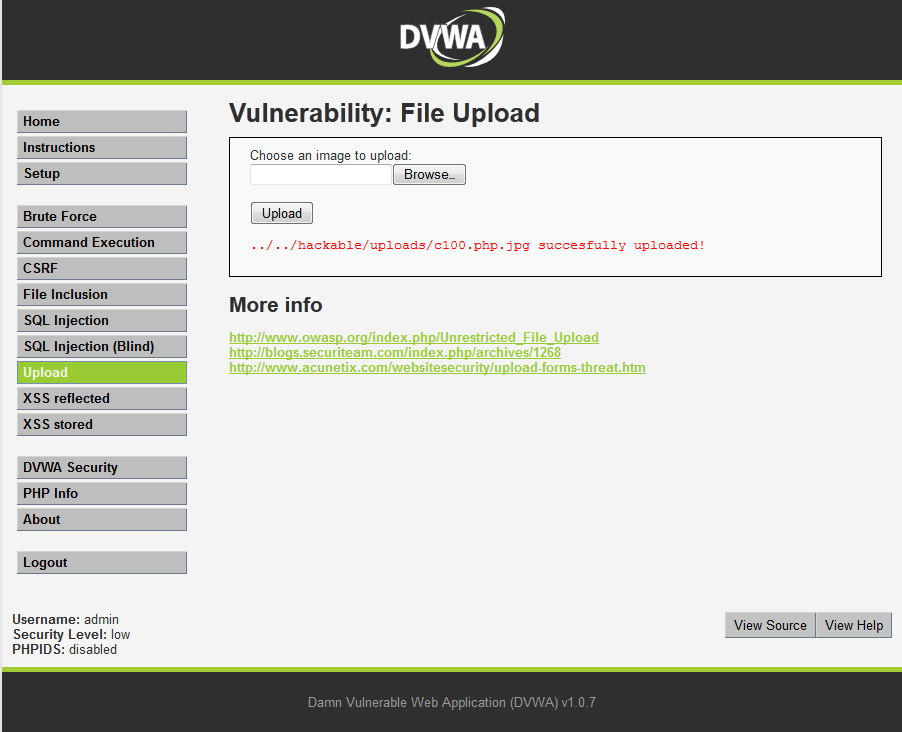 DVWA
Vulnerability: File Upload
Home
Instructions
Setup
Brute Force
Command Execution
CSRF
File Inclusion
SQL Injection
SQL Injection (Blind)
Upload
XSS reflected
XSS stored
DVWA Security
PHP Info
About
Logout
Choose an image to upload:
Browse...
Upload
../../hackable/uploads/c100.php.jpg succesfully uploaded!
More info
http://www.owasp.org/index.php/Unrestricted_File_Upload
http://blogs.securiteam.com/index.php/archives/1268
http://www.acunetix.com/websitesecurity/upload-forms-threat.htm
Username: admin
Security Level: low
PHPIDS: disabled
View Source
View Help
Damn Vulnerable Web Application (DVWA) v1.0.7